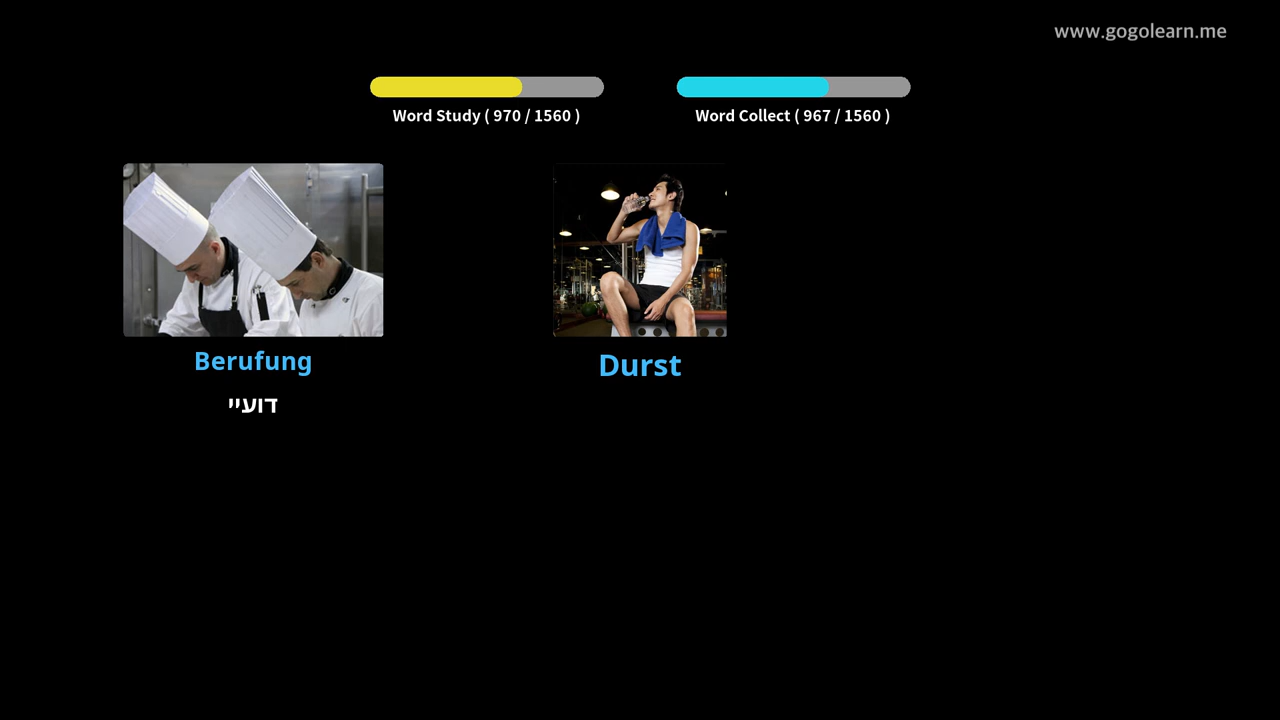 www.gogolearn.me
Word Study ( 970 / 1560 )
Word Collect ( 967 / 1560 )
Berufung
דועיי
Durst